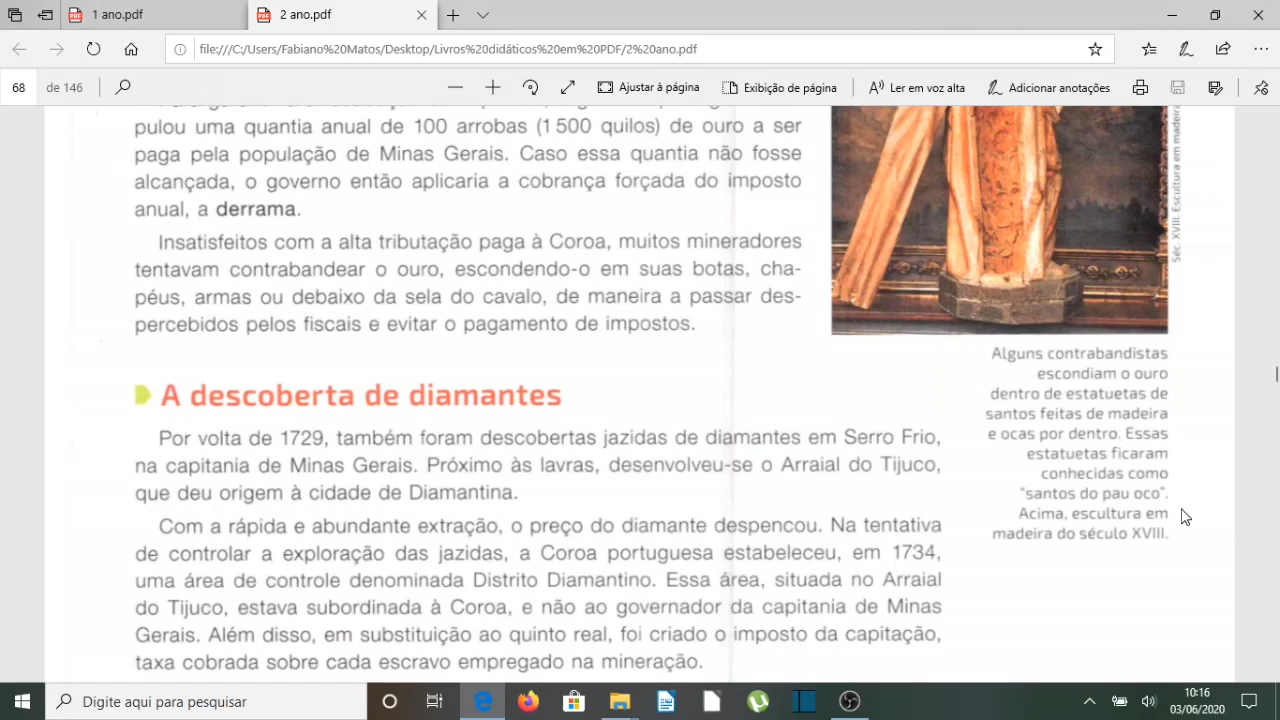 1 ano.pdf
2 ano.pdf
file:///C:/Users/Fabiano%20Matos/Desktop/Livros%20didáticos%20em%20PDF/2%20ano.pdf
68 de 146
Ajustar à página
Exibição de página
Ler em voz alta
Adicionar anotações
pulou uma quantia anual de 100 arrobas (1 500 quilos) de ouro a ser
paga pela população de Minas Gerais. Caso essa quantia não fosse
alcançada, o governo então aplicaria a cobrança forçada do imposto
anual, a derrama.
Insatisfeitos com a alta tributação paga à Coroa, muitos mineradores
tentavam contrabandear o ouro, escondendo-o em suas botas, cha-
péus, armas ou debaixo da sela do cavalo, de maneira a passar des-
percebidos pelos fiscais e evitar o pagamento de impostos.
Séc. XVIII. Escultura em madeira
Alguns contrabandistas
escondiam o ouro
dentro de estatuetas de
santos feitas de madeira
e ocas por dentro. Essas
estatuetas ficaram
conhecidas como
"santos do pau oco".
Acima, escultura em
madeira do século XVIII.
A descoberta de diamantes
Por volta de 1729, também foram descobertas jazidas de diamantes em Serro Frio,
na capitania de Minas Gerais. Próximo às lavras, desenvolveu-se o Arraial do Tijuco,
que deu origem à cidade de Diamantina.
Com a rápida e abundante extração, o preço do diamante despencou. Na tentativa
de controlar a exploração das jazidas, a Coroa portuguesa estabeleceu, em 1734,
uma área de controle denominada Distrito Diamantino. Essa área, situada no Arraial
do Tijuco, estava subordinada à Coroa, e não ao governador da capitania de Minas
Gerais. Além disso, em substituição ao quinto real, foi criado o imposto da capitação,
taxa cobrada sobre cada escravo empregado na mineração.
Digite aqui para pesquisar
10:16
03/06/2020